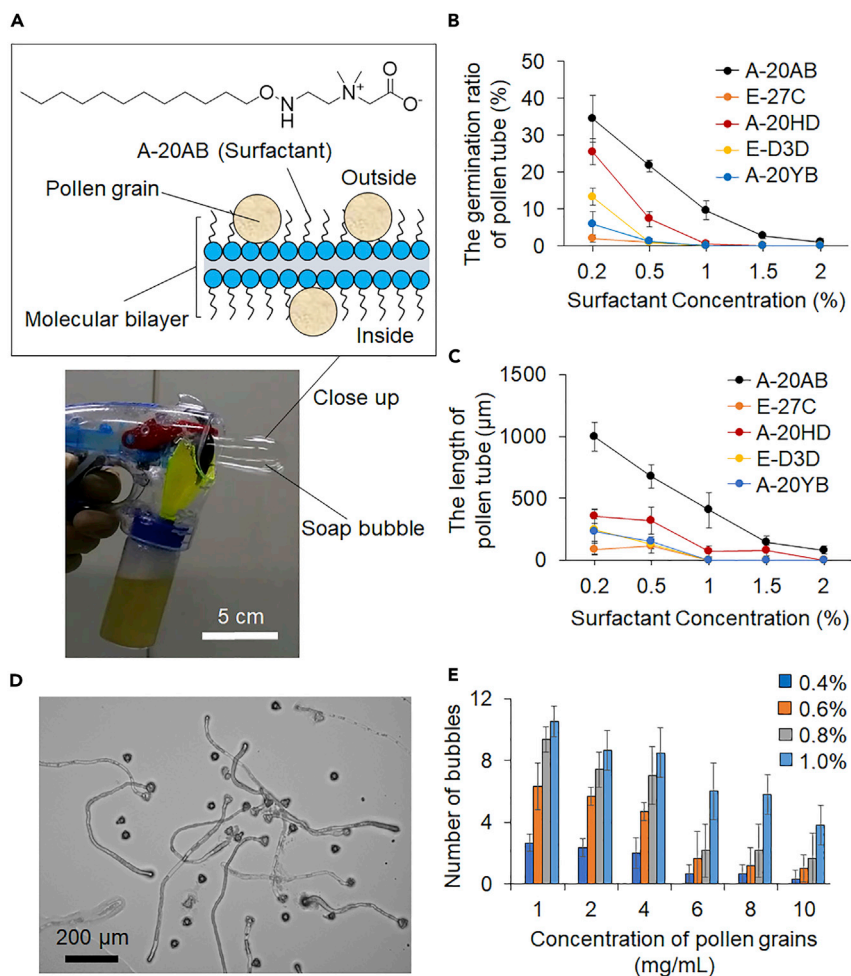 A
O
N
H
N+
O
O-
A-20AB (Surfactant)
Pollen grain
Outside
Molecular bilayer
Inside
Close up
Soap bubble
5 cm
B
The germination ratio
of pollen tube (%)
50
40
30
20
10
0
A-20AB
E-27C
A-20HD
E-D3D
A-20YB
0.2 0.5 1 1.5 2
Surfactant Concentration (%)
C
The length of
pollen tube (µm)
1500
1000
500
0
A-20AB
E-27C
A-20HD
E-D3D
A-20YB
0.2 0.5 1 1.5 2
Surfactant Concentration (%)
D
200 µm
E
Number of bubbles
12
8
4
0
0.4%
0.6%
0.8%
1.0%
1 2 4 6 8 10
Concentration of pollen grains
(mg/mL)